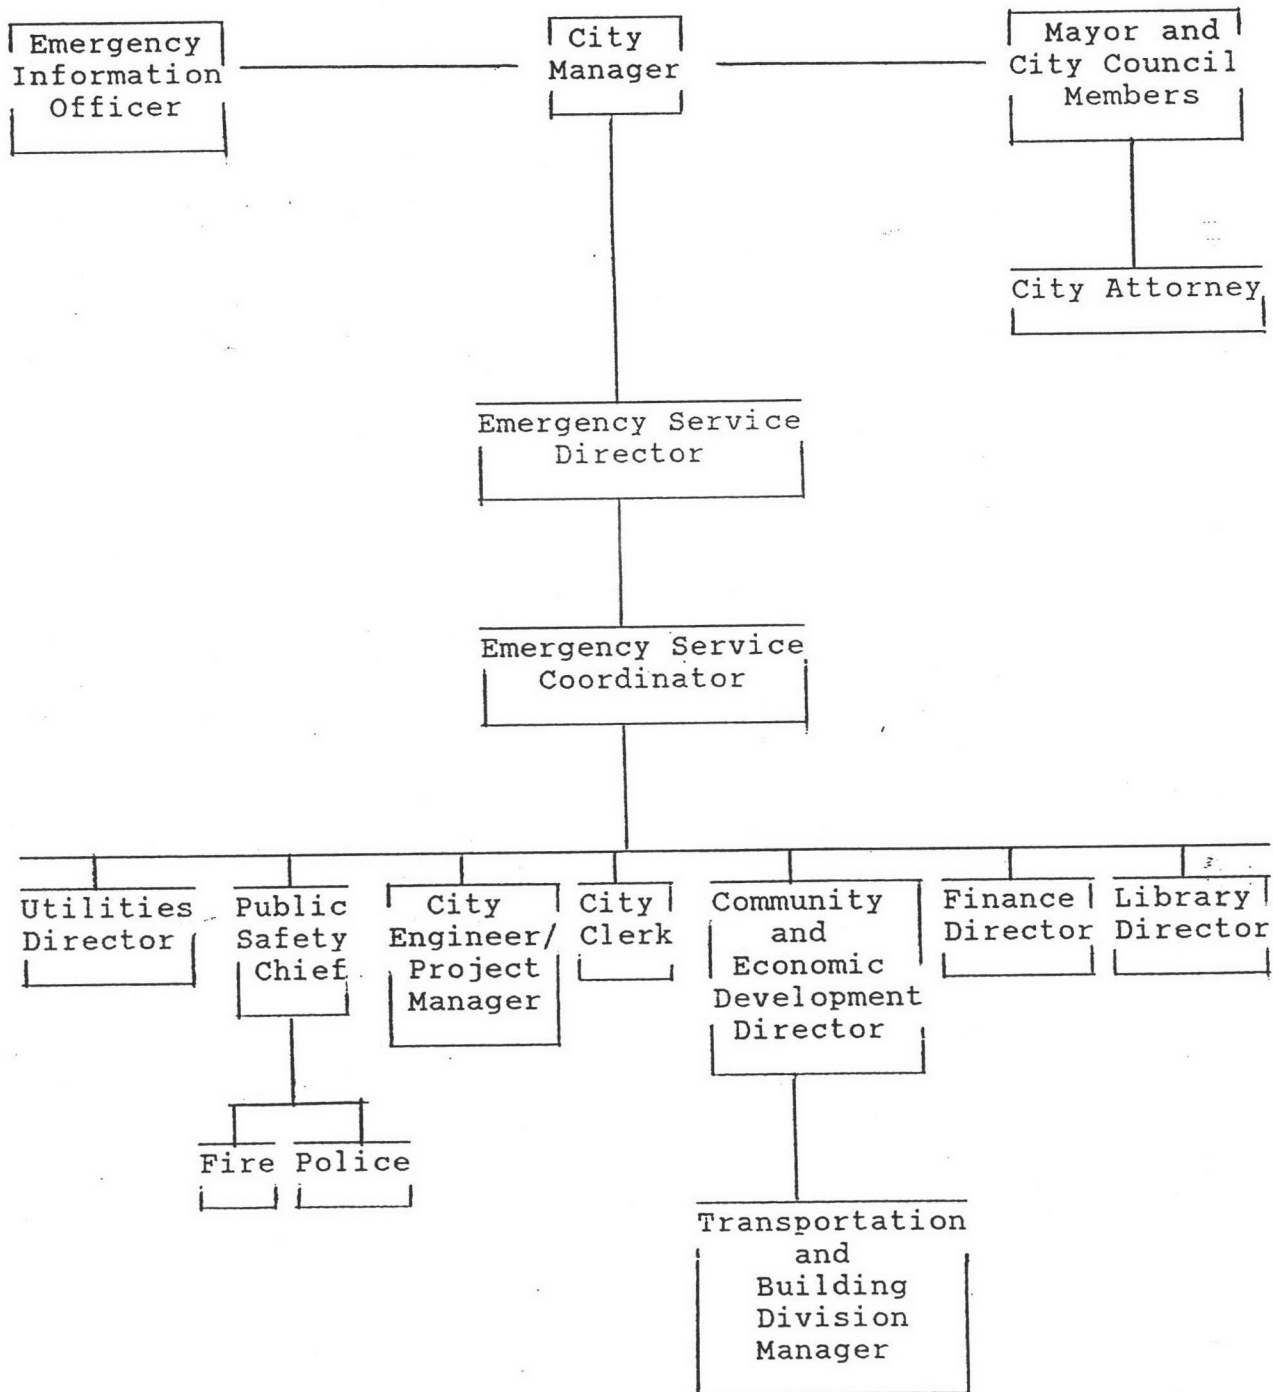 Emergency
Information
Officer
City
Manager
Mayor and
City Council
Members
City Attorney
Emergency Service
Director
Emergency Service
Coordinator
Utilities
Director
Public
Safety
Chief
City
Engineer/
Project
Manager
City
Clerk
Community
and
Economic
Development
Director
Finance
Director
Library
Director
Fire
Police
Transportation
and
Building
Division
Manager